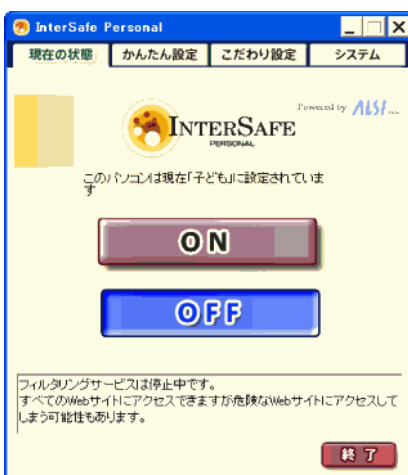 InterSafe Personal
現在の状態 かんたん設定 こだわり設定 システム
Powered by ALSI
INTERSAFE
PERSONAL
このパソコンは現在「子ども」に設定されていま
す
ON
OFF
フィルタリングサービスは停止中です。
すべてのWebサイトにアクセスできますが危険なWebサイトにアクセスして
しまう可能性もあります。
終了